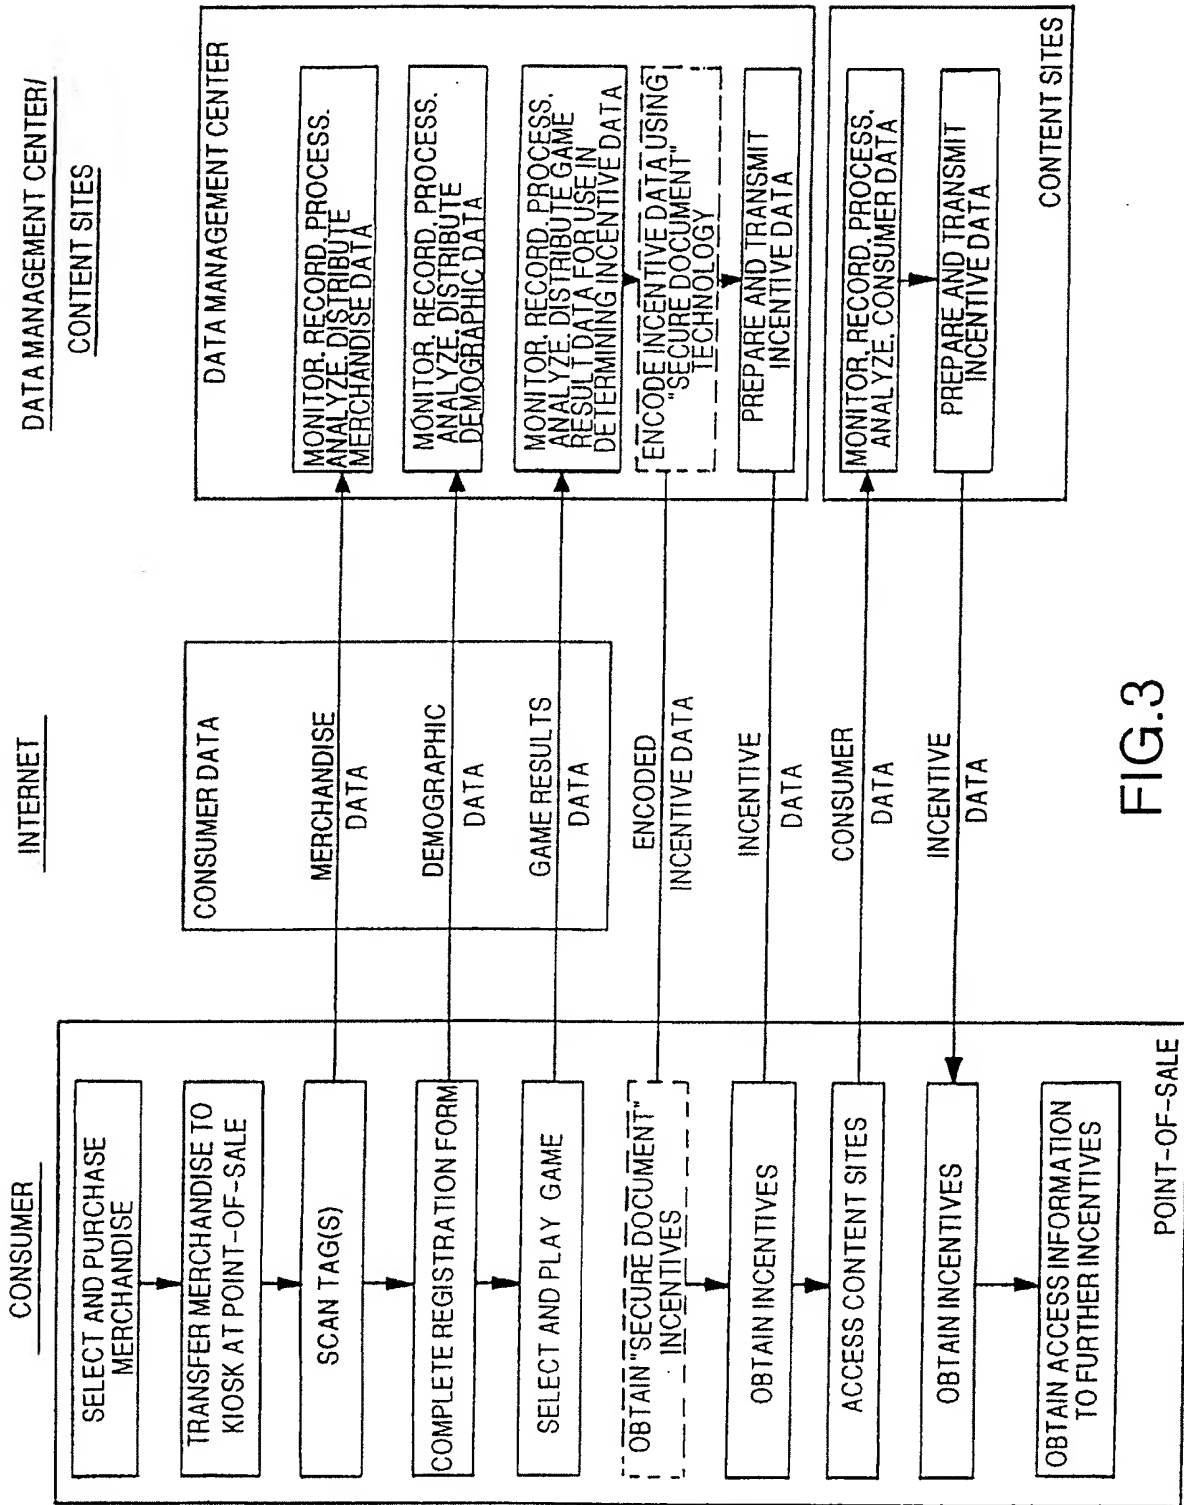 CONSUMER
SELECT AND PURCHASE
MERCHANDISE
TRANSFER MERCHANDISE TO
KIOSK AT POINT-OF-SALE
SCAN TAG(S)
COMPLETE REGISTRATION FORM
SELECT AND PLAY GAME
OBTAIN "SECURE DOCUMENT"
INCENTIVES
OBTAIN INCENTIVES
ACCESS CONTENT SITES
OBTAIN INCENTIVES
OBTAIN ACCESS INFORMATION
TO FURTHER INCENTIVES
POINT-OF-SALE
INTERNET
CONSUMER DATA
MERCHANDISE
DATA
DEMOGRAPHIC
DATA
GAME RESULTS
DATA
ENCODED
INCENTIVE DATA
INCENTIVE
DATA
CONSUMER
DATA
INCENTIVE
DATA
DATA MANAGEMENT CENTER/
CONTENT SITES
DATA MANAGEMENT CENTER
MONITOR, RECORD, PROCESS,
ANALYZE, DISTRIBUTE
MERCHANDISE DATA
MONITOR, RECORD, PROCESS,
ANALYZE, DISTRIBUTE
DEMOGRAPHIC DATA
MONITOR, RECORD, PROCESS,
ANALYZE, DISTRIBUTE GAME
RESULT DATA FOR USE IN
DETERMINING INCENTIVE DATA
ENCODE INCENTIVE DATA USING
"SECURE DOCUMENT"
TECHNOLOGY
PREPARE AND TRANSMIT
INCENTIVE DATA
MONITOR, RECORD, PROCESS,
ANALYZE, CONSUMER DATA
PREPARE AND TRANSMIT
INCENTIVE DATA
CONTENT SITES
FIG.3